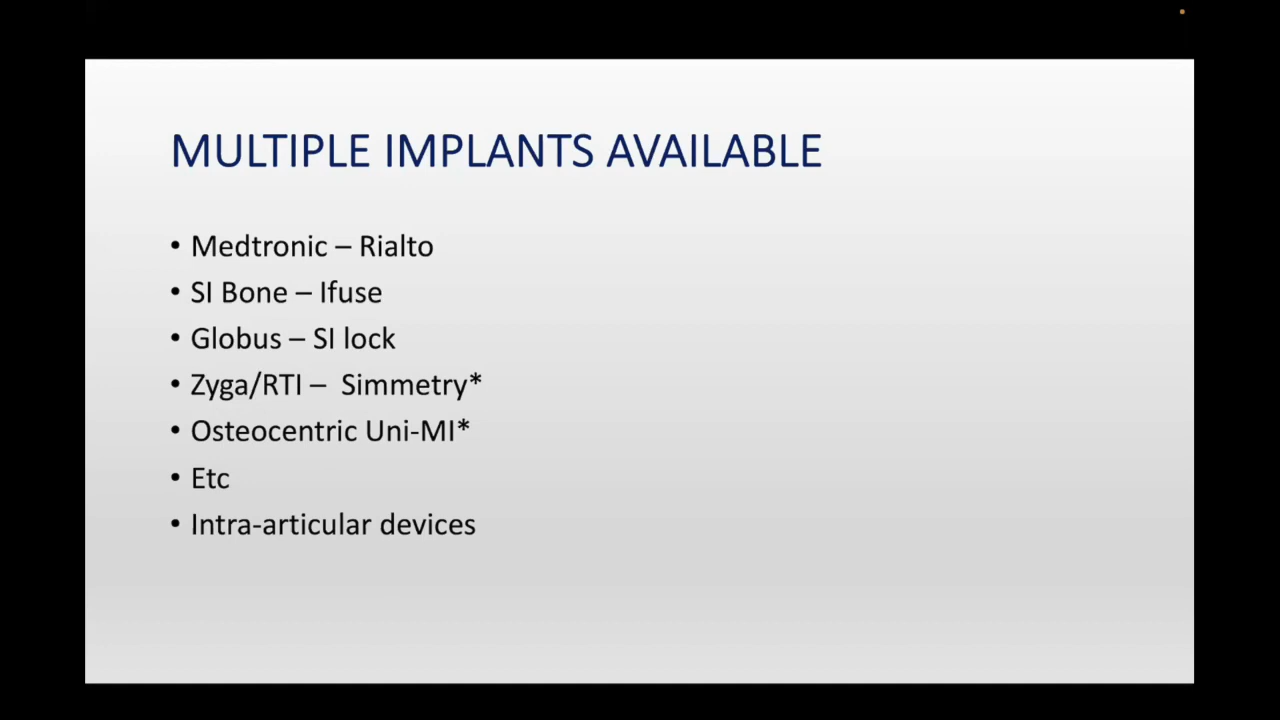 MULTIPLE IMPLANTS AVAILABLE
• Medtronic – Rialto
• SI Bone – Ifuse
• Globus – SI lock
• Zyga/RTI –  Simmetry*
• Osteocentric Uni-MI*
• Etc
• Intra-articular devices